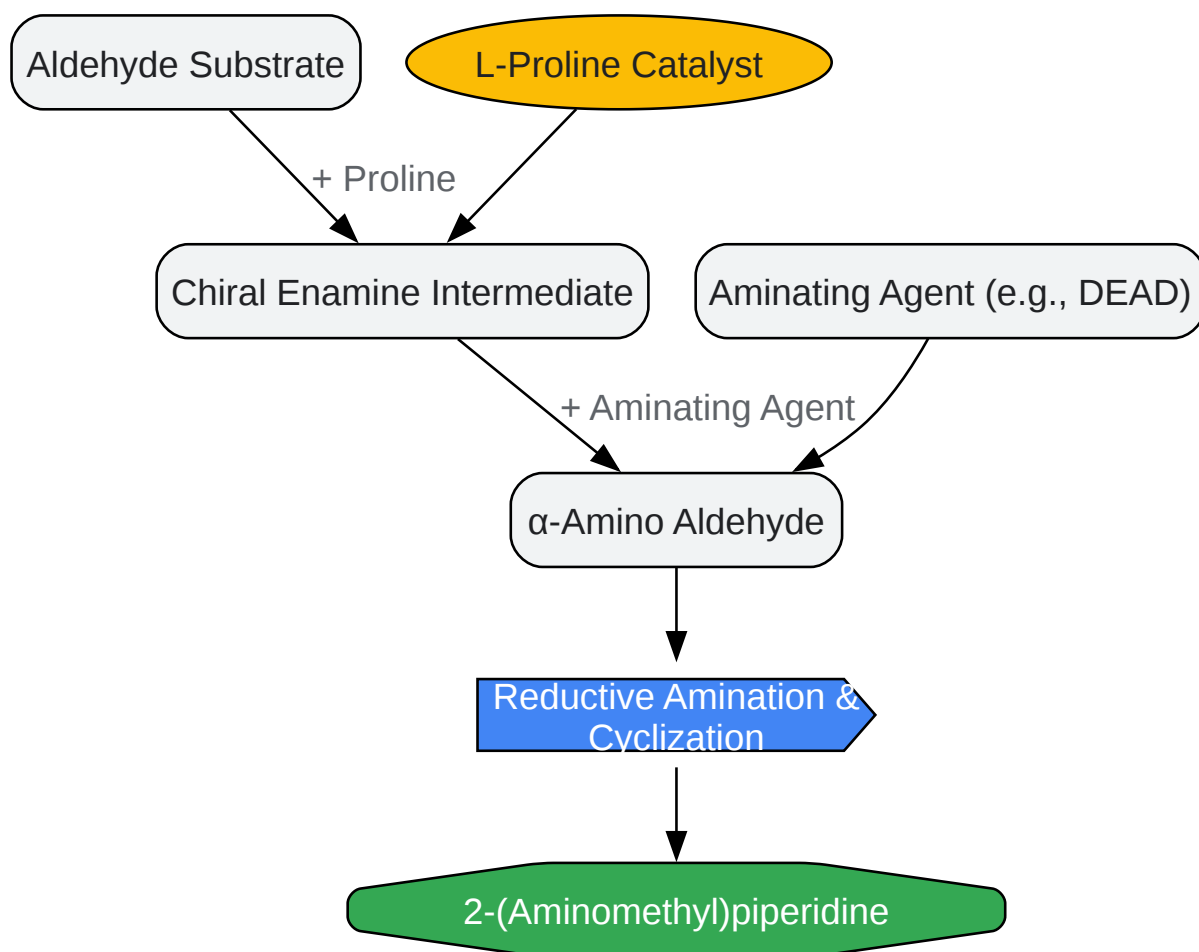 Aldehyde Substrate
L-Proline Catalyst
+ Proline
Chiral Enamine Intermediate
Aminating Agent (e.g., DEAD)
+ Aminating Agent
α-Amino Aldehyde
Reductive Amination &
Cyclization
2-(Aminomethyl)piperidine